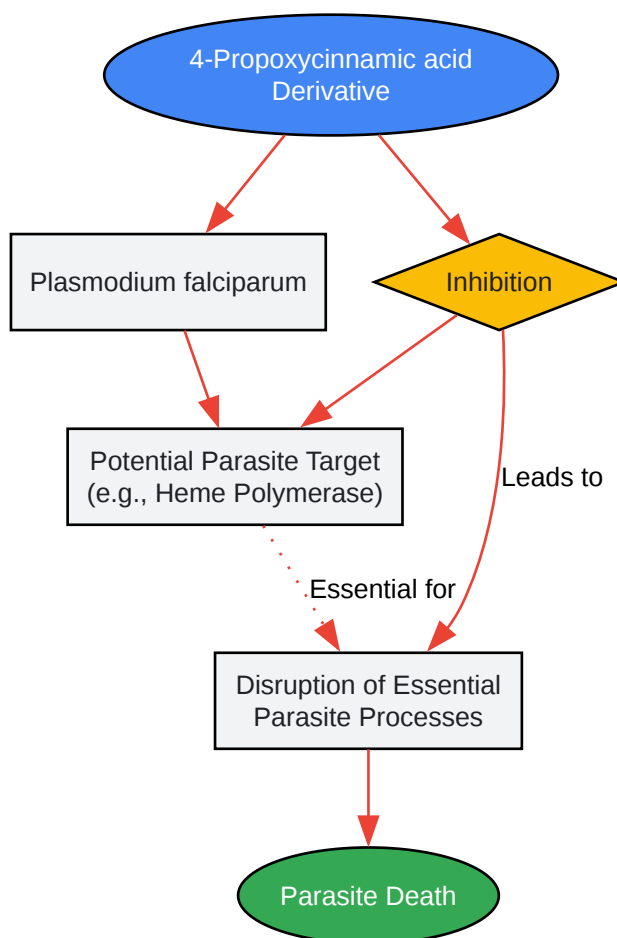 4-Propoxycinnamic acid
Derivative
Plasmodium falciparum
Inhibition
Potential Parasite Target
(e.g., Heme Polymerase)
Leads to
Essential for
Disruption of Essential
Parasite Processes
Parasite Death